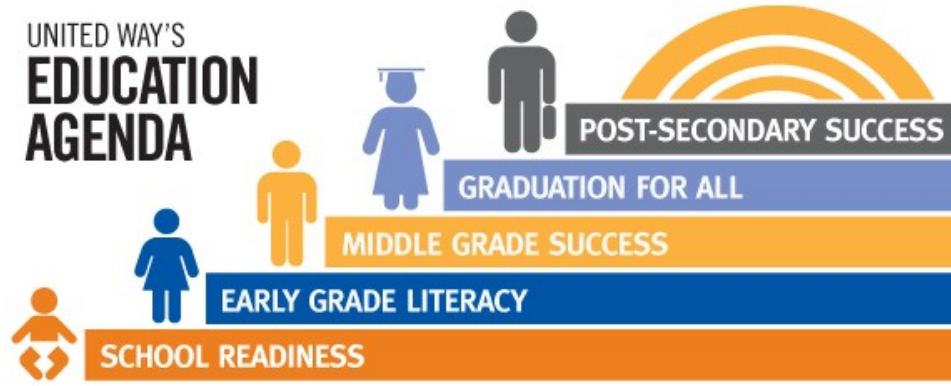 UNITED WAY'S
EDUCATION
AGENDA
POST-SECONDARY SUCCESS
GRADUATION FOR ALL
MIDDLE GRADE SUCCESS
EARLY GRADE LITERACY
SCHOOL READINESS